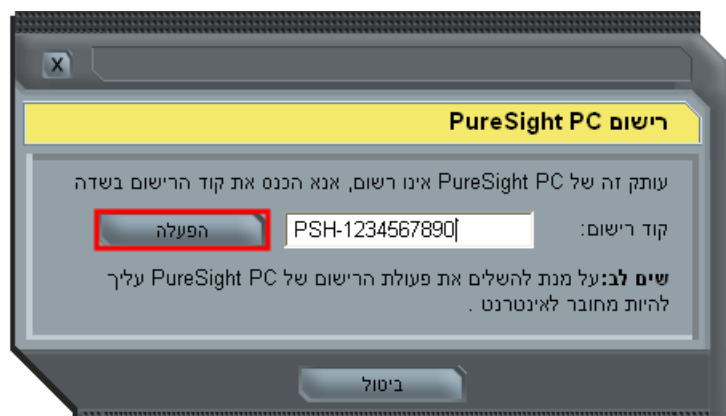 X
רישום PureSight PC
עותק זה של PureSight PC אינו רשום, אנא הכנס את קוד הרישום בשדה
קוד רישום: PSH-1234567890 הפעלה
שים לב:על מנת להשלים את פעולת הרישום של PureSight PC עליך
להיות מחובר לאינטרנט .
ביטול